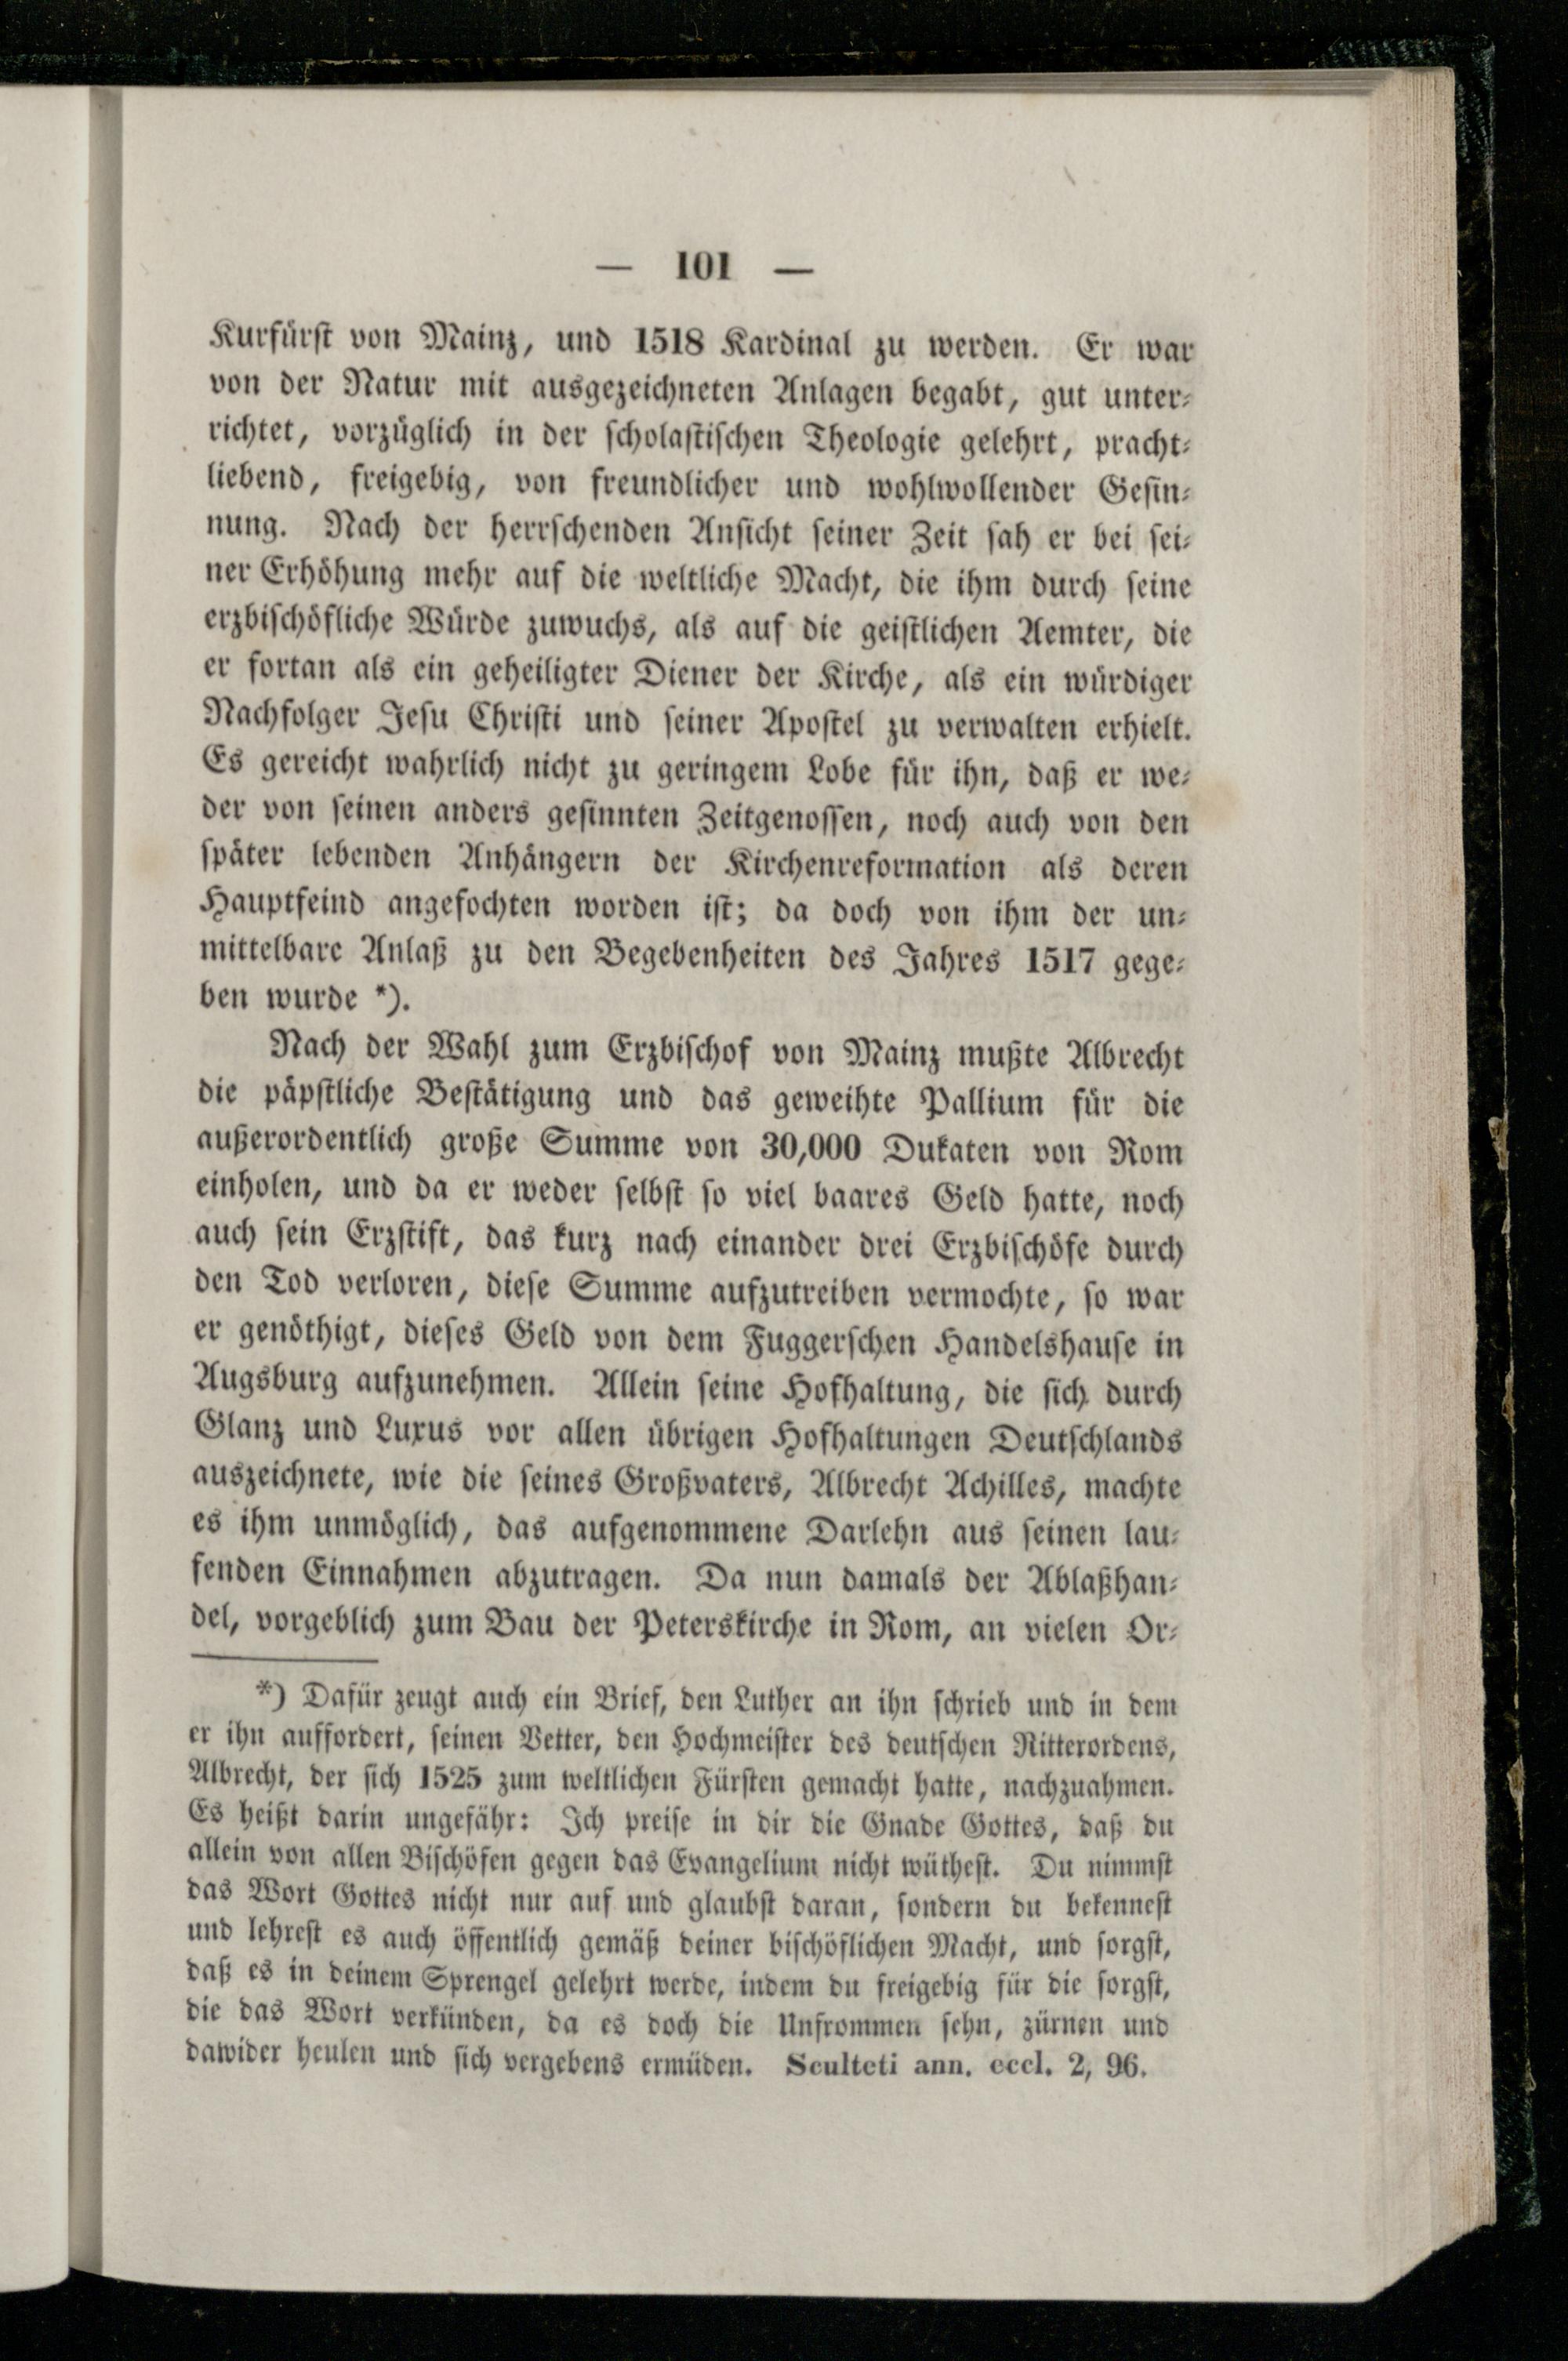 — 101 —
Kurfürst von Mainz, und 1518 Kardinal zu werden. Er war
von der Natur mit ausgezeichneten Anlagen begabt, gut unter-
richtet, vorzüglich in der scholastischen Theologie gelehrt, pracht-
liebend, freigebig, von freundlicher und wohlwollender Gesin-
nung. Nach der herrschenden Ansicht seiner Zeit sah er bei sei-
ner Erhöhung mehr auf die weltliche Macht, die ihm durch seine
erzbischöfliche Würde zuwuchs, als auf die geistlichen Aemter, die
er fortan als ein geheiligter Diener der Kirche, als ein würdiger
Nachfolger Jesu Christi und seiner Apostel zu verwalten erhielt.
Es gereicht wahrlich nicht zu geringem Lobe für ihn, daß er we-
der von seinen anders gesinnten Zeitgenossen, noch auch von den
später lebenden Anhängern der Kirchenreformation als deren
Hauptfeind angefochten worden ist; da doch von ihm der un-
mittelbare Anlaß zu den Begebenheiten des Jahres 1517 gege-
ben wurde *).
Nach der Wahl zum Erzbischof von Mainz mußte Albrecht
die päpstliche Bestätigung und das geweihte Pallium für die
außerordentlich große Summe von 30,000 Dukaten von Rom
einholen, und da er weder selbst so viel baares Geld hatte, noch
auch sein Erzstift, das kurz nach einander drei Erzbischöfe durch
den Tod verloren, diese Summe aufzutreiben vermochte, so war
er genöthigt, dieses Geld von dem Fuggerschen Handelshause in
Augsburg aufzunehmen. Allein seine Hofhaltung, die sich durch
Glanz und Luxus vor allen übrigen Hofhaltungen Deutschlands
auszeichnete, wie die seines Großvaters, Albrecht Achilles, machte
es ihm unmöglich, das aufgenommene Darlehn aus seinen lau-
fenden Einnahmen abzutragen. Da nun damals der Ablaßhan-
del, vorgeblich zum Bau der Peterskirche in Rom, an vielen Or-
*) Dafür zeugt auch ein Brief, den Luther an ihn schrieb und in dem
er ihn auffordert, seinen Vetter, den Hochmeister des deutschen Ritterordens,
Albrecht, der sich 1525 zum weltlichen Fürsten gemacht hatte, nachzuahmen.
Es heißt darin ungefähr: Ich preise in dir die Gnade Gottes, daß du
allein von allen Bischöfen gegen das Evangelium nicht wüthest. Du nimmst
das Wort Gottes nicht nur auf und glaubst daran, sondern du bekennest
und lehrest es auch öffentlich gemäß deiner bischöflichen Macht, und sorgst,
daß es in deinem Sprengel gelehrt werde, indem du freigebig für die sorgst,
die das Wort verkünden, da es doch die Unfrommen sehn, zürnen und
dawider heulen und sich vergebens ermüden. Sculteti ann. eccl. 2, 96.